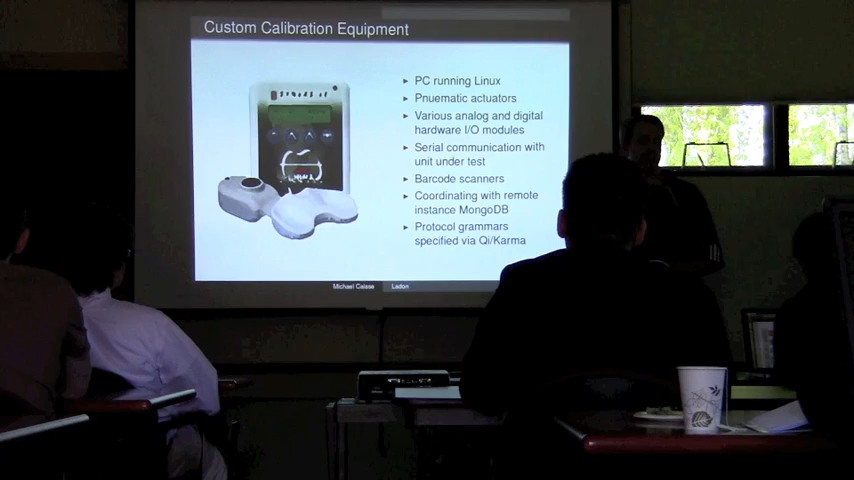 Custom Calibration Equipment
► PC running Linux
► Pnuematic actuators
► Various analog and digital
hardware I/O modules
► Serial communication with
unit under test
► Barcode scanners
► Coordinating with remote
instance MongoDB
► Protocol grammars
specified via Qi/Karma
Michael Caisse Ladon